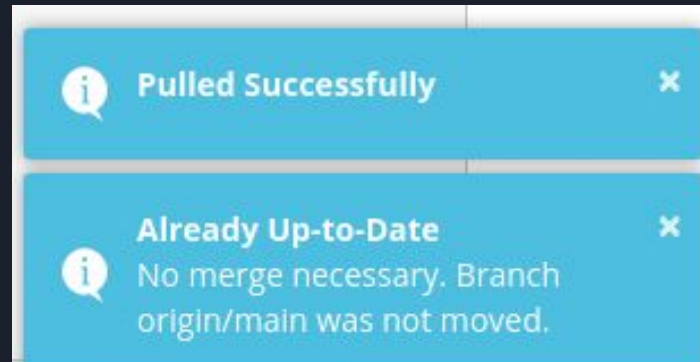 Pulled Successfully
Already Up-to-Date
No merge necessary. Branch
origin/main was not moved.